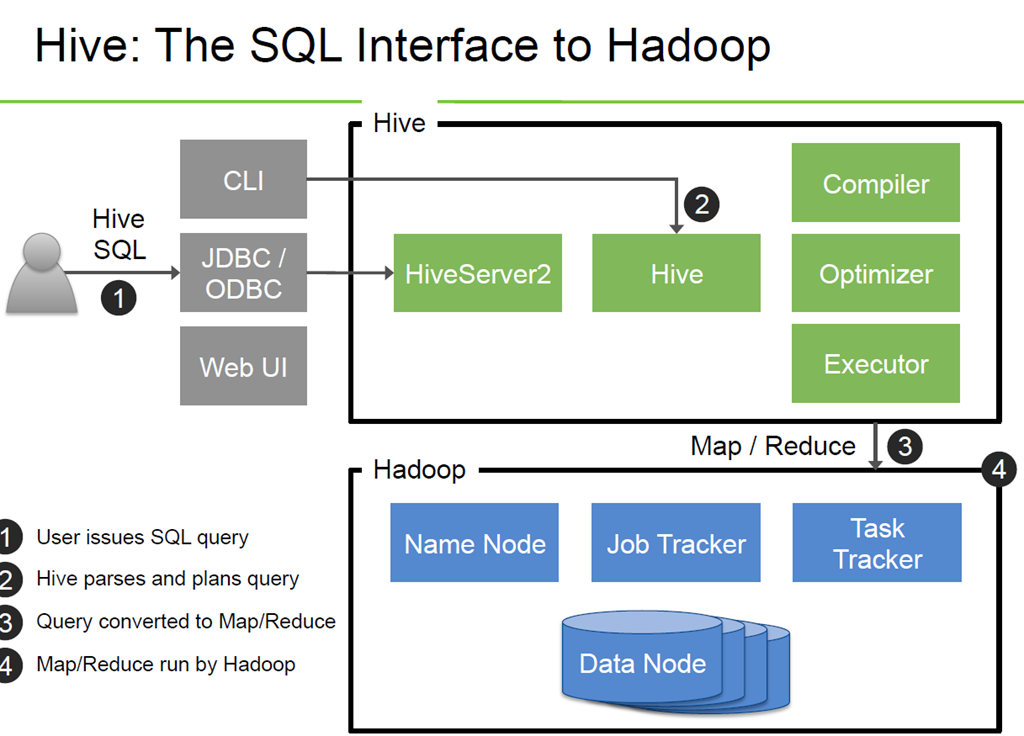 Hive: The SQL Interface to Hadoop
Hive
CLI
Compiler
2
Hive
SQL
JDBC /
ODBC
HiveServer2
Hive
Optimizer
1
Web UI
Executor
Map / Reduce
3
Hadoop
4
Name Node
Job Tracker
Task
Tracker
Data Node
1 User issues SQL query
2 Hive parses and plans query
3 Query converted to Map/Reduce
4 Map/Reduce run by Hadoop